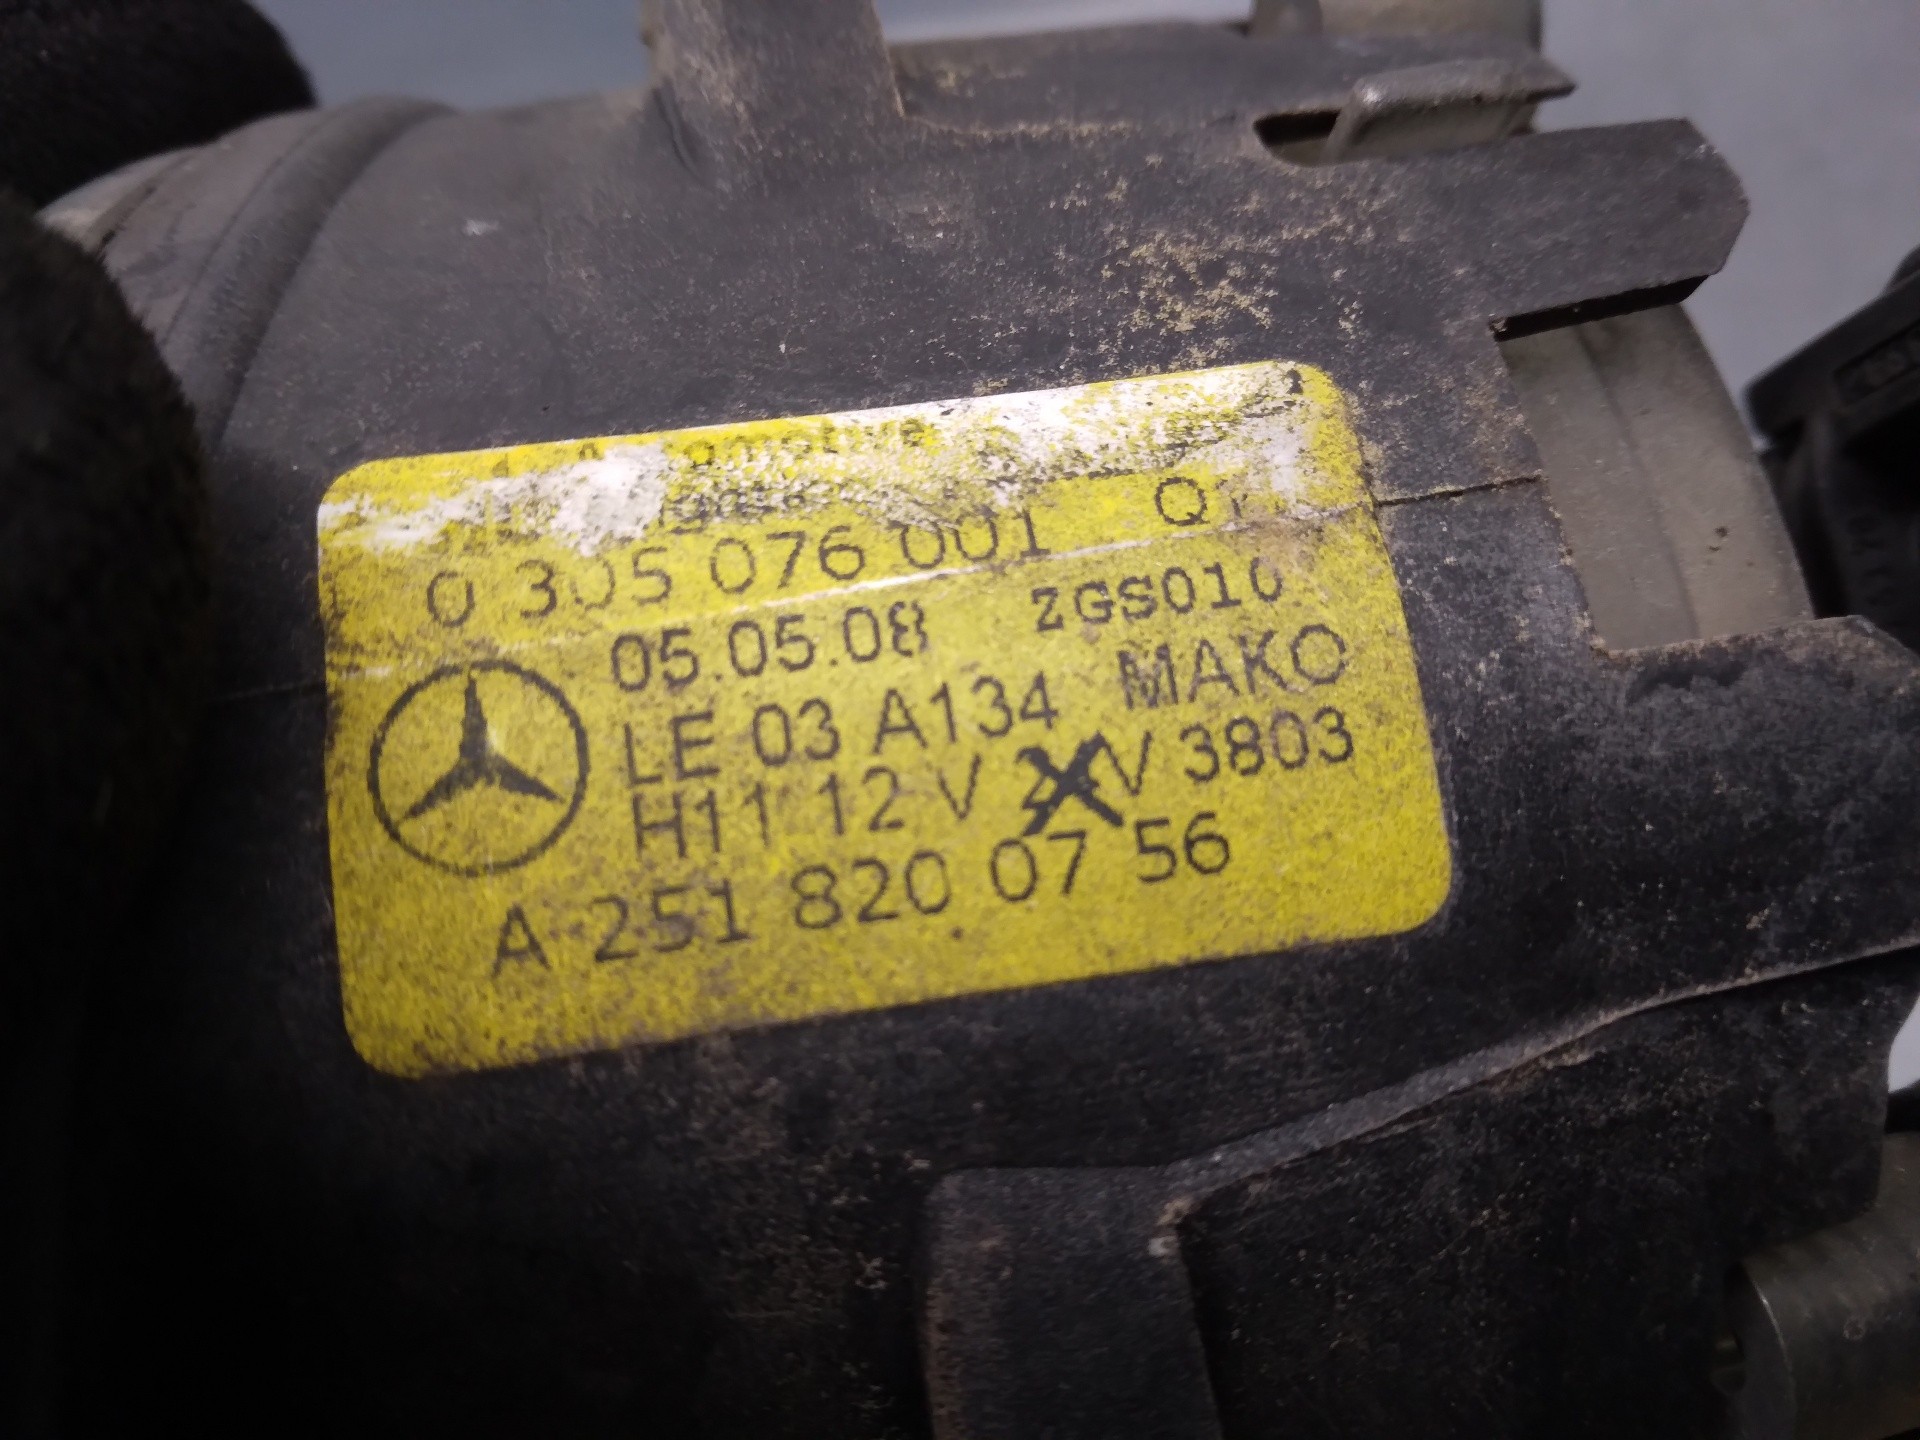 0 305 076 001
05.05.08 ZGS010
LE 03 A134 MAKO
H11 12 V V 3803
A 251 820 07 56